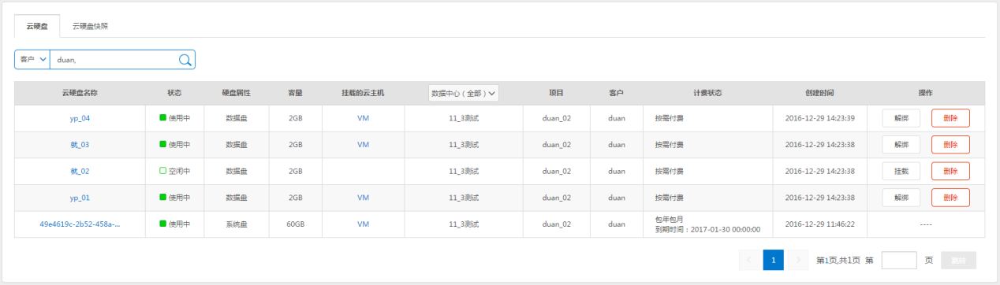 云硬盘 云硬盘快照
客户 duan,
云硬盘名称 状态 硬盘属性 容量 挂载的云主机 数据中心（全部） 项目 客户 计费状态 创建时间 操作
yp_04 使用中 数据盘 2GB VM 11_3测试 duan_02 duan 按需付费 2016-12-29 14:23:39 解绑 删除
就_03 使用中 数据盘 2GB VM 11_3测试 duan_02 duan 按需付费 2016-12-29 14:23:38 解绑 删除
就_02 空闲中 数据盘 2GB 11_3测试 duan_02 duan 按需付费 2016-12-29 14:23:38 挂载 删除
yp_01 使用中 数据盘 2GB VM 11_3测试 duan_02 duan 按需付费 2016-12-29 14:23:38 解绑 删除
49e4619c-2b52-458a-... 使用中 系统盘 60GB VM 11_3测试 duan_02 duan 包年包月 2016-12-29 11:46:22 ----
到期时间：2017-01-30 00:00:00
1 第1页,共1页 第 页 跳转